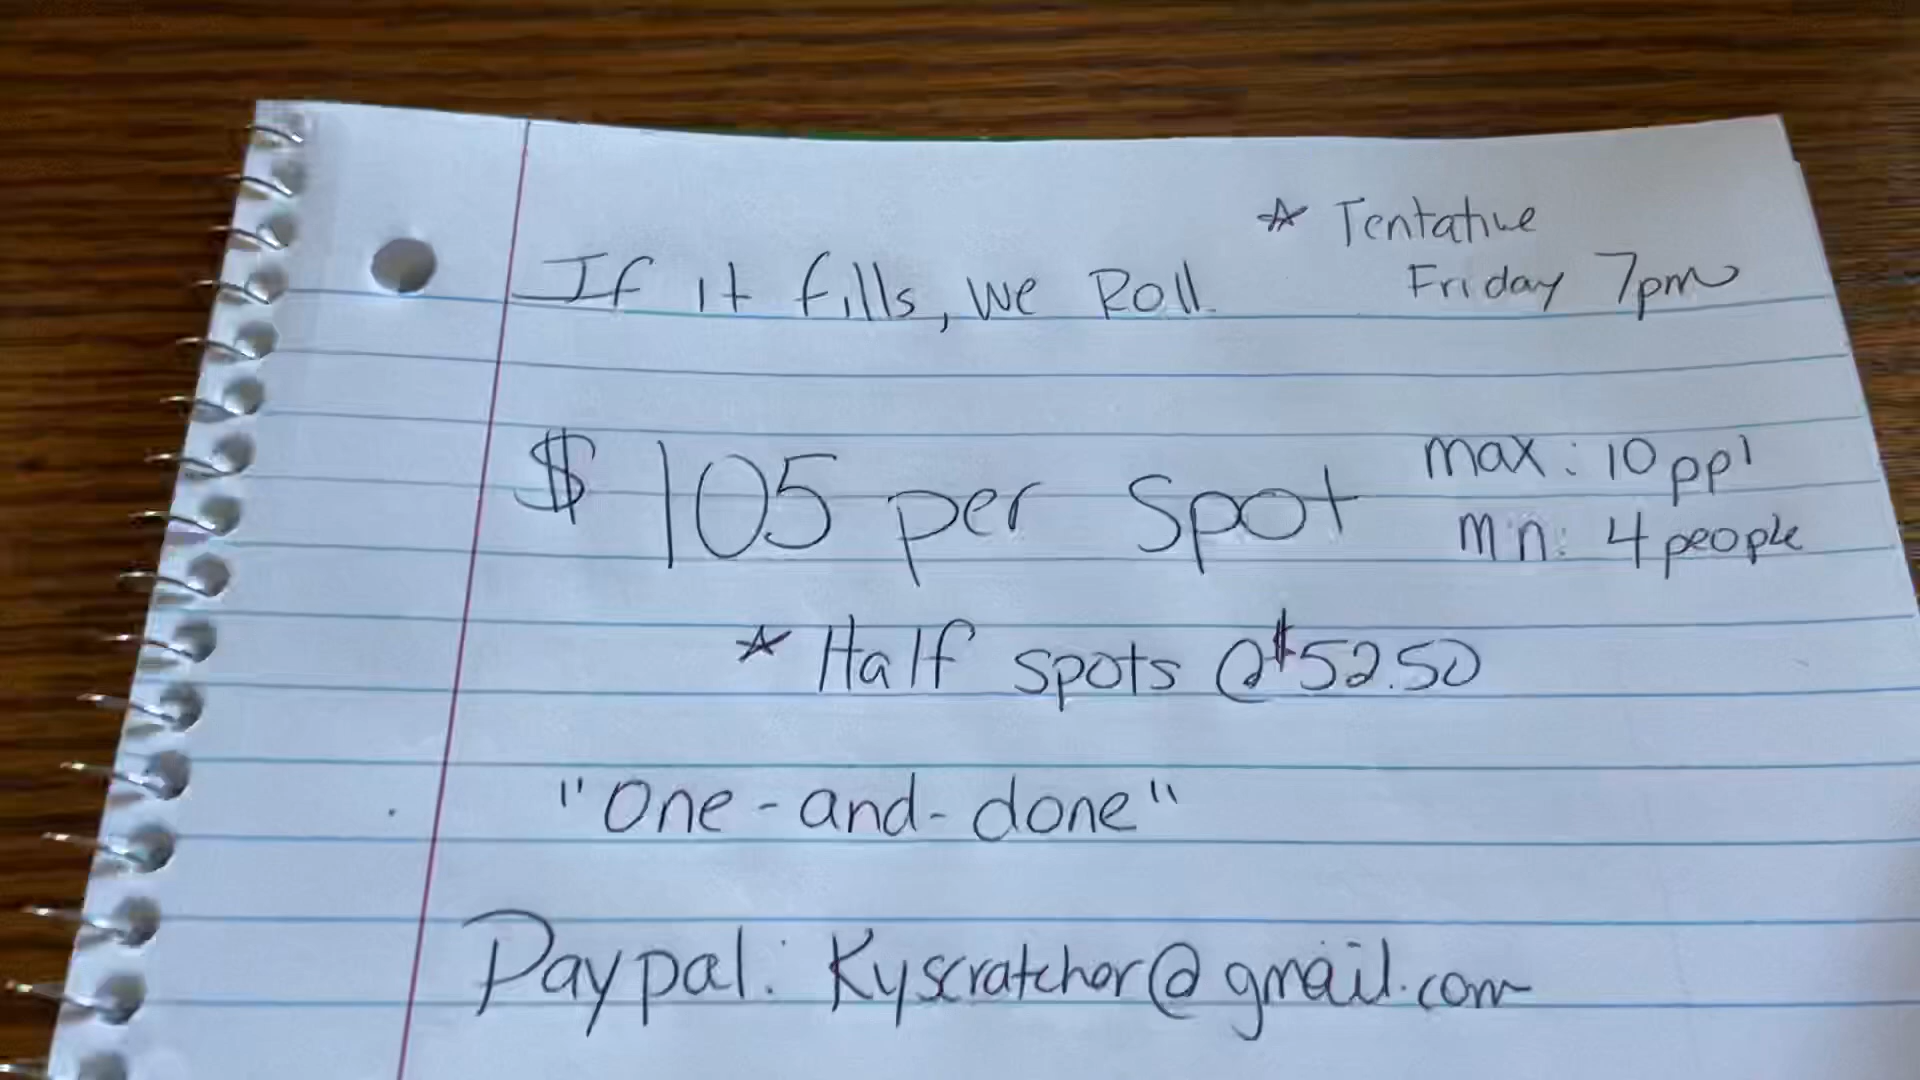 ☆ Tentative
If it fills, we Roll. Friday 7pm
$105 per Spot max: 10 ppl
min: 4 people
☆ Half spots @ $52.50
"One-and-done"
Paypal: Kyscratcher@gmail.com